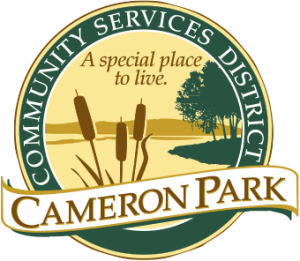 COMMUNITY SERVICES DISTRICT
A special place
to live.
CAMERON PARK